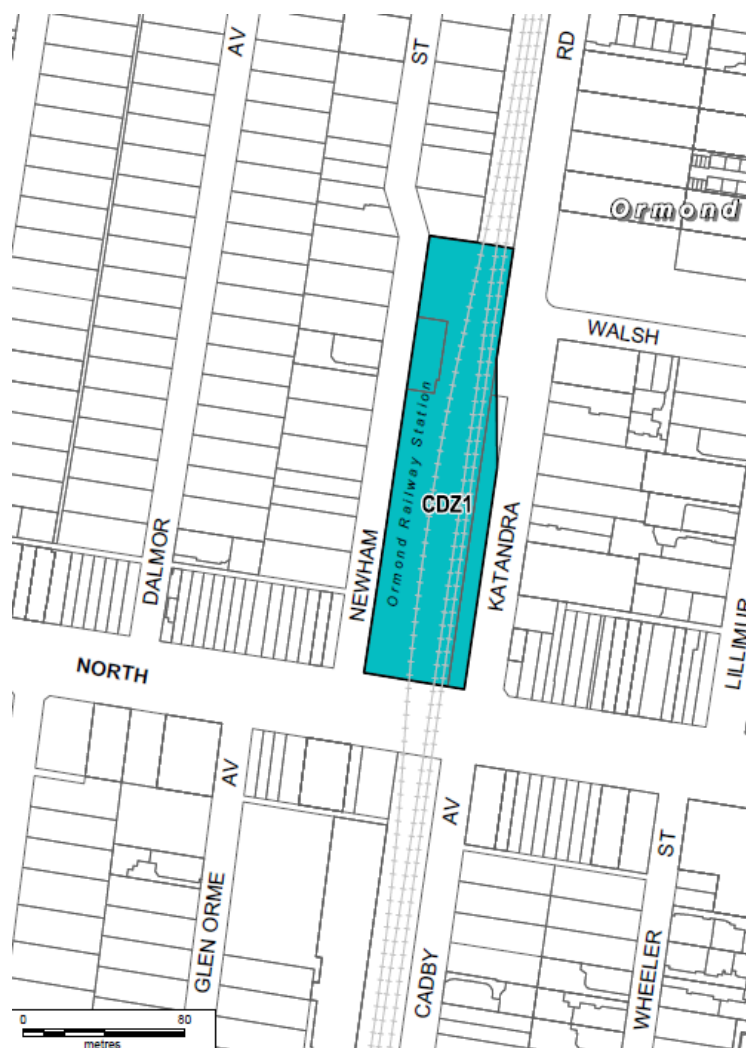 AV
ST
RD
Ormond
WALSH
Ormond Railway Station
CDZ1
DALMOR
NEWHAM
KATANDRA
LILLIMUR
NORTH
AV
AV
ST
GLEN ORME
CADBY
WHEELER
0 80
metres